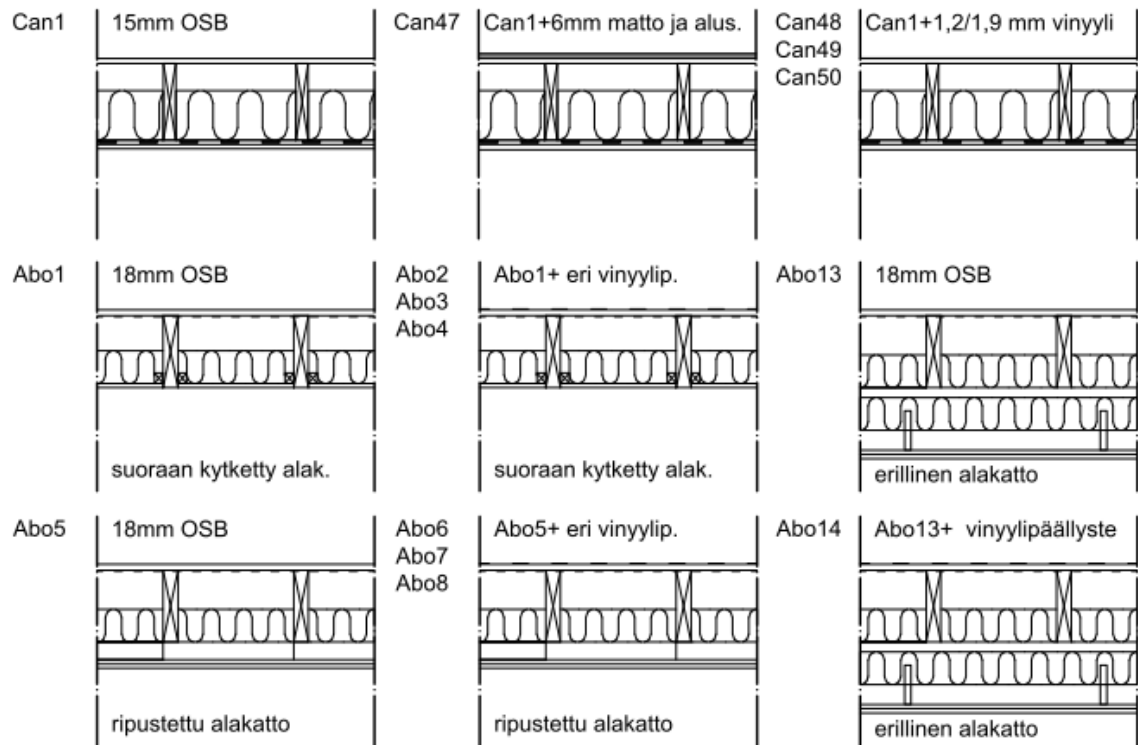 Can1
15mm OSB
Can47
Can1+6mm matto ja alus.
Can48
Can49
Can50
Can1+1,2/1,9 mm vinyyli
Abo1
18mm OSB
suoraan kytketty alak.
Abo2
Abo3
Abo4
Abo1+ eri vinyylip.
suoraan kytketty alak.
Abo13
18mm OSB
erillinen alakatto
Abo5
18mm OSB
ripustettu alakatto
Abo6
Abo7
Abo8
Abo5+ eri vinyylip.
ripustettu alakatto
Abo14
Abo13+ vinyylipäällyste
erillinen alakatto